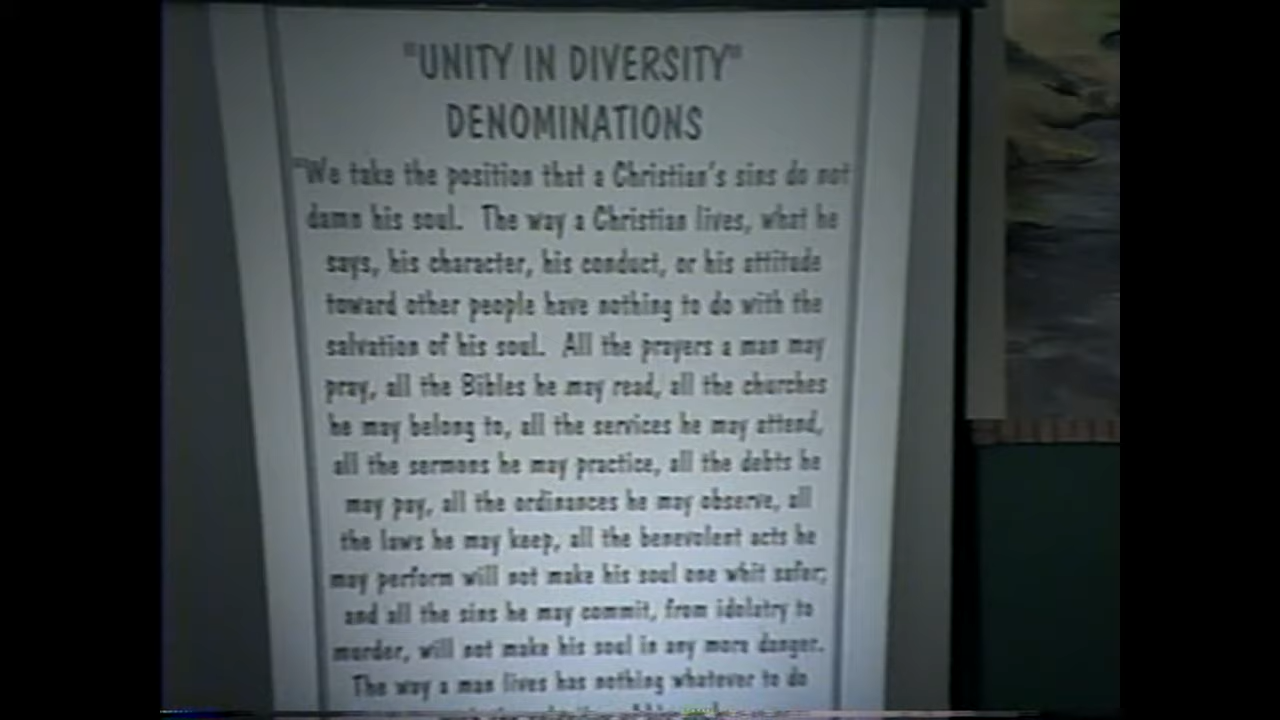 "UNITY IN DIVERSITY"
DENOMINATIONS
"We take the position that a Christian's sins do not
damn his soul. The way a Christian lives, what he
says, his character, his conduct, or his attitude
toward other people have nothing to do with the
salvation of his soul. All the prayers a man may
pray, all the Bibles he may read, all the churches
he may belong to, all the services he may attend,
all the sermons he may practice, all the debts he
may pay, all the ordinances he may observe, all
the laws he may keep, all the benevolent acts he
may perform will not make his soul one whit safer;
and all the sins he may commit, from idolatry to
murder, will not make his soul in any more danger.
The way a man lives has nothing whatever to do